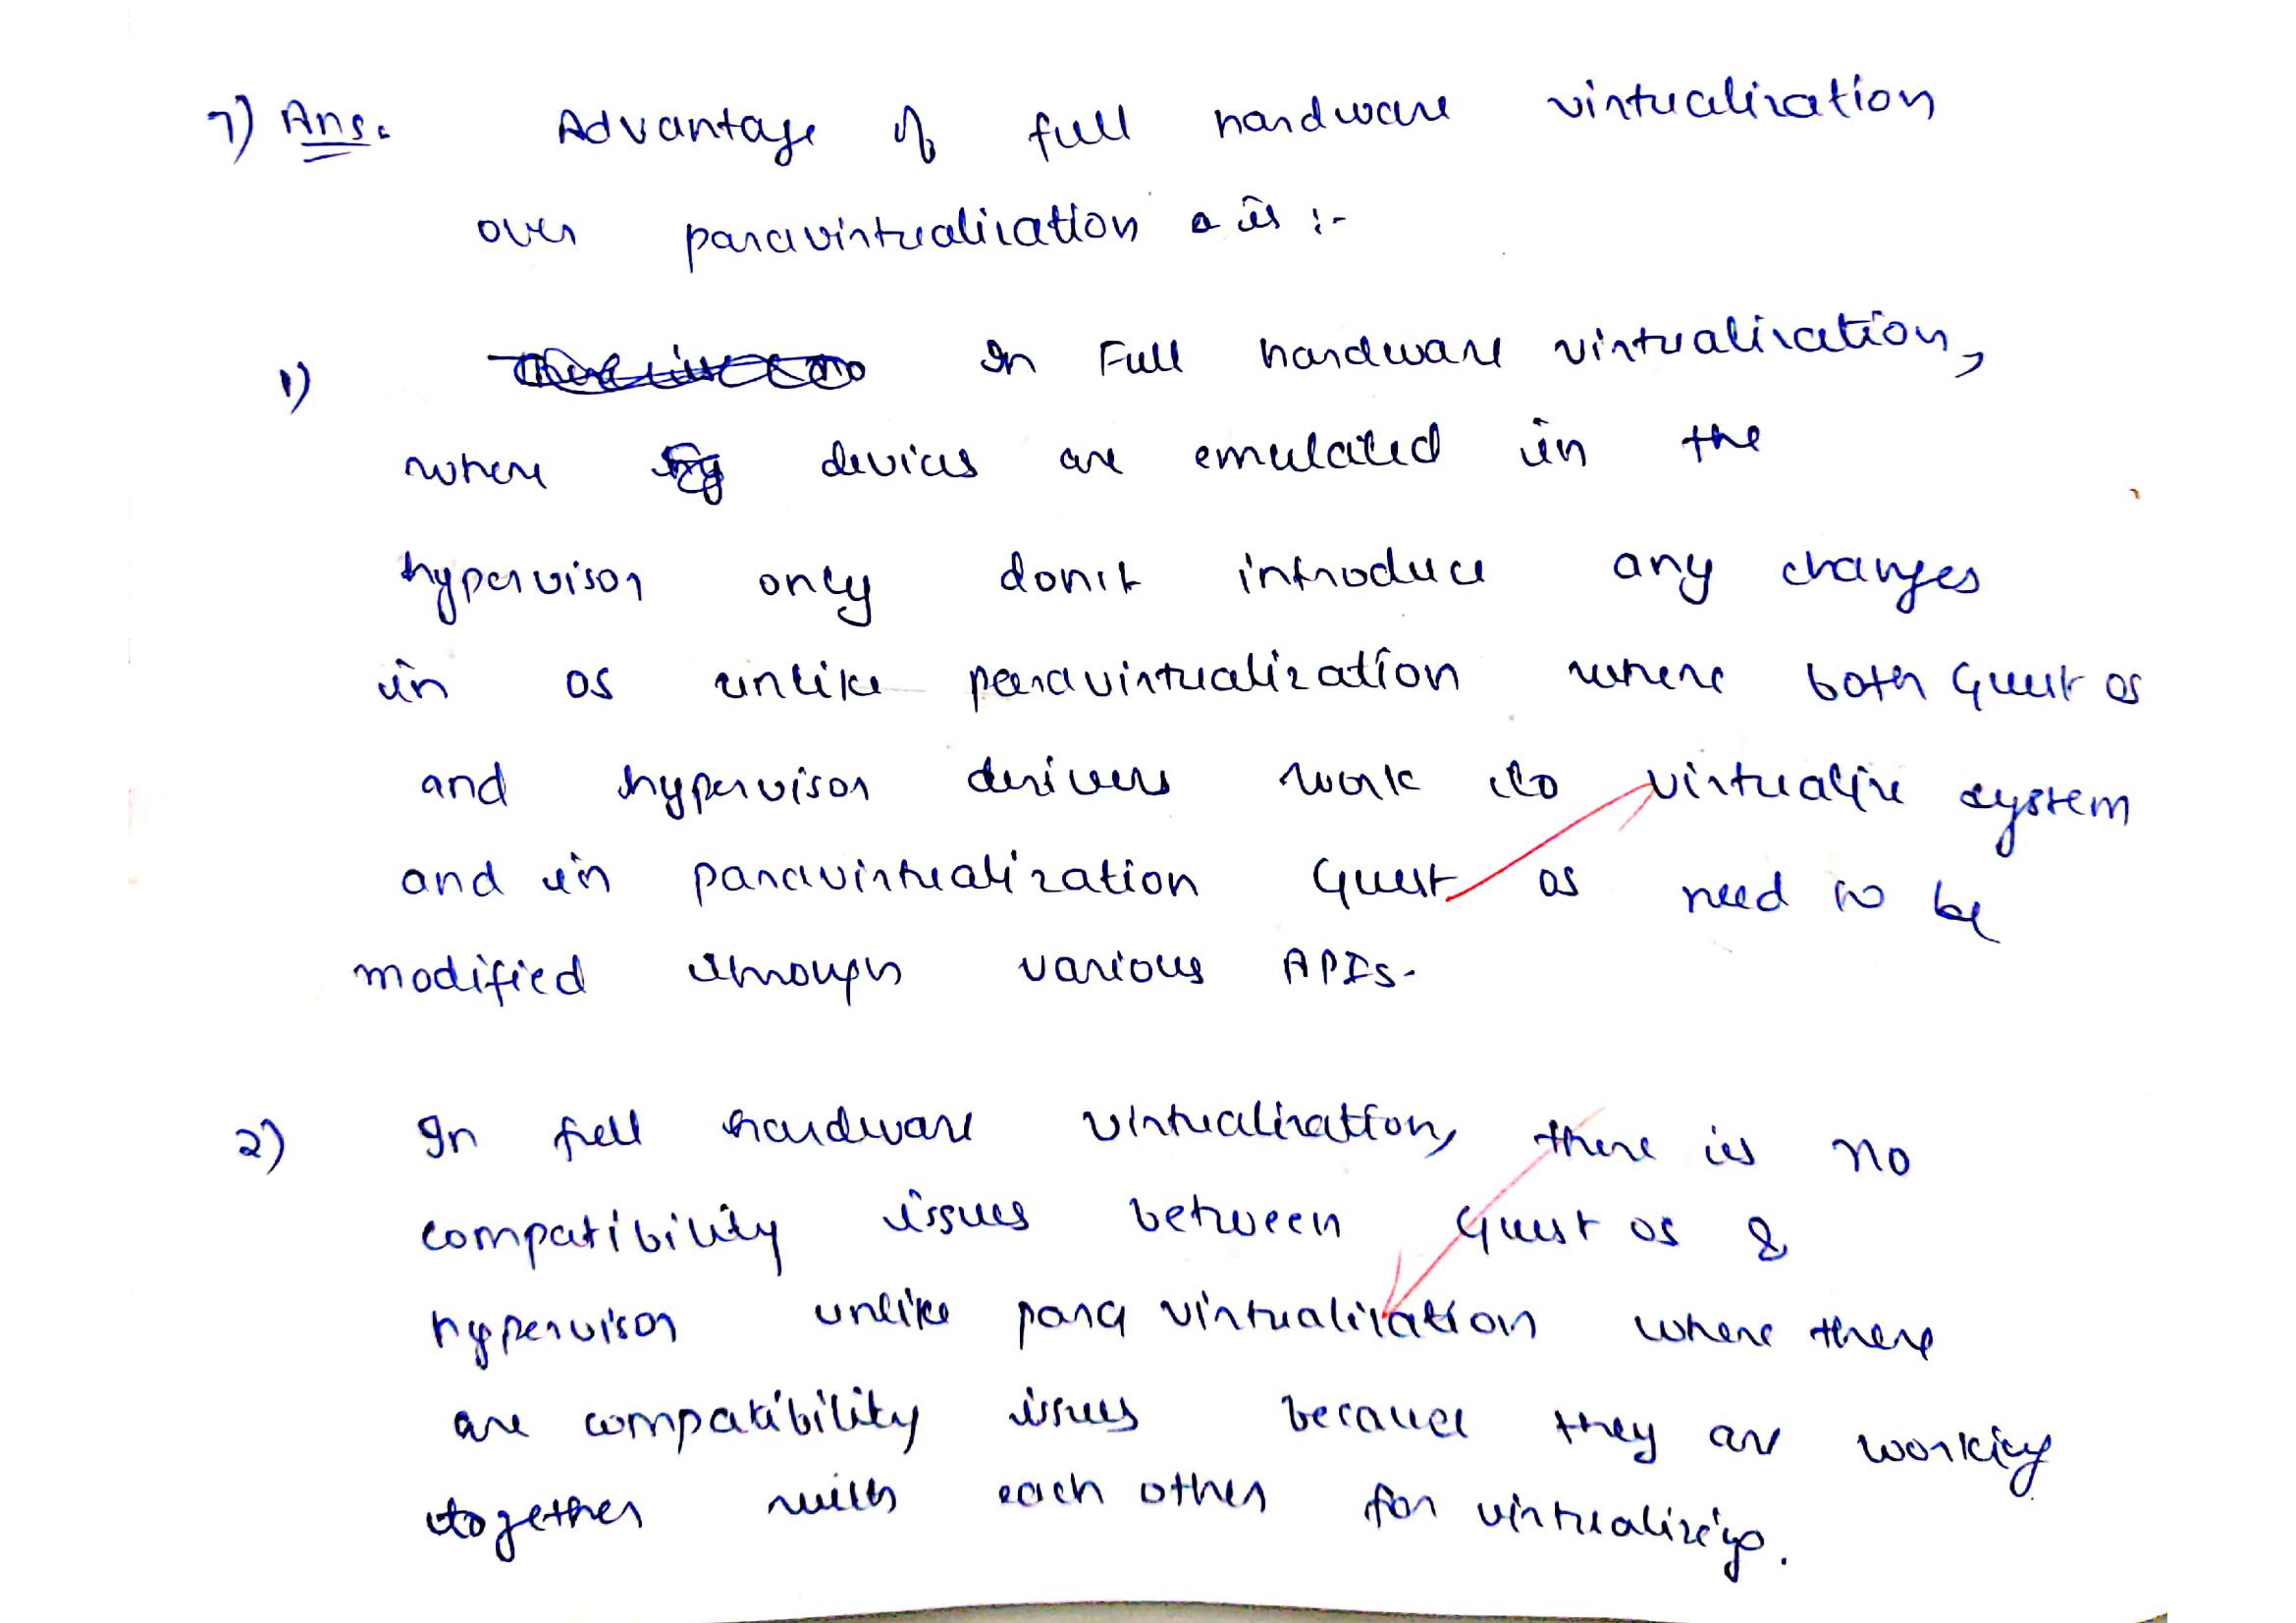 7) Ans. Advantage of full hardware virtualization
over paravirtualization is :-
1) In Full hardware virtualization,
where devices are emulated in the
hypervisor only don't introduce any changes
in OS unlike paravirtualization where both Guest OS
and hypervisor drivers work to virtualize system
and in paravirtualization Guest OS need to be
modified through various APIs.
2) In full hardware virtualization, there is no
compatibility issues between Guest OS &
hypervisor unlike para virtualization where there
are compatibility issues because they are working
together with each other for virtualizing.